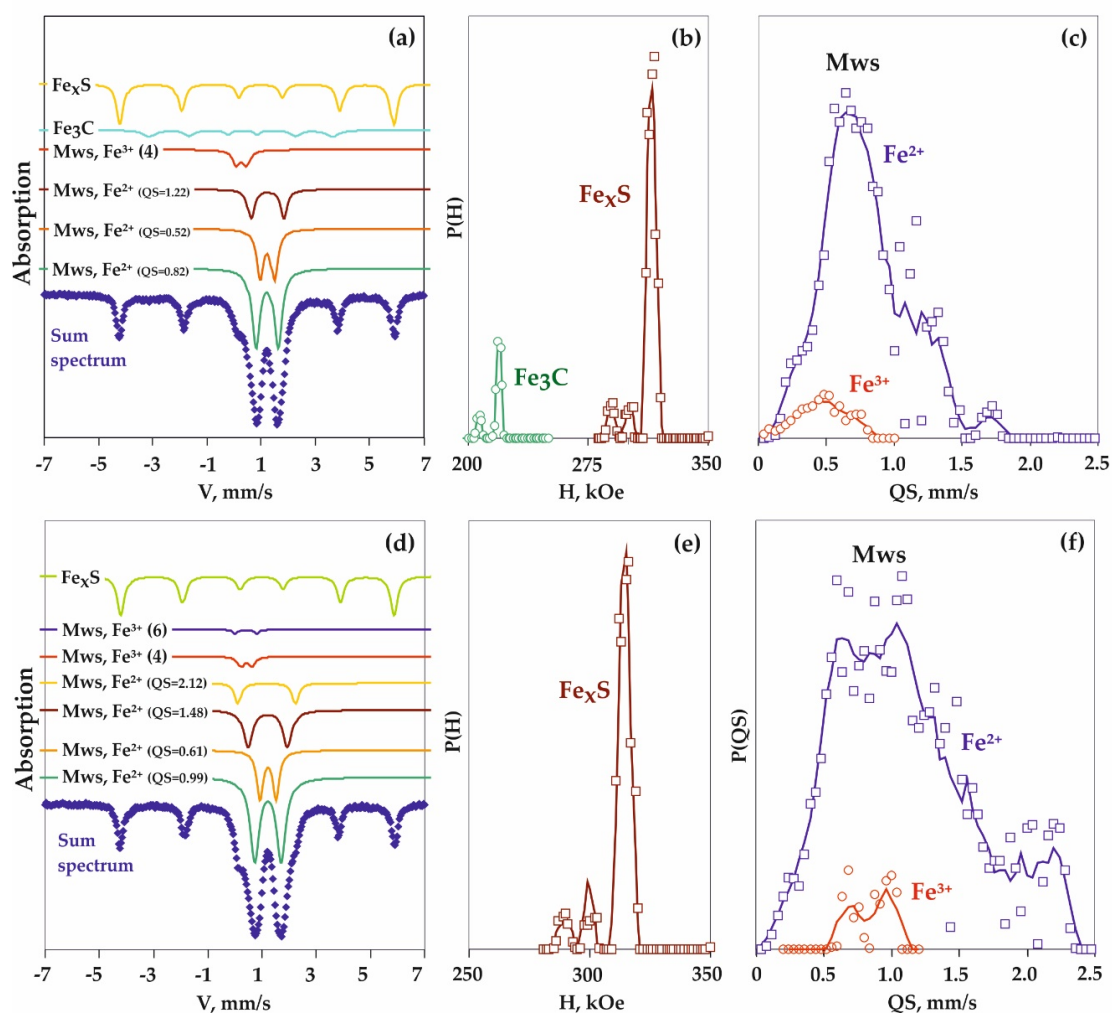 (a)
FeₓS
Fe₃C
Mws, Fe³⁺ (4)
Mws, Fe²⁺ (QS=1.22)
Mws, Fe²⁺ (QS=0.52)
Mws, Fe²⁺ (QS=0.82)
Sum
spectrum
Absorption
-7 -5 -3 -1 1 3 5 7
V, mm/s
(b)
P(H)
FeₓS
Fe₃C
200 275 350
H, kOe
(c)
Mws
Fe²⁺
Fe³⁺
0 0.5 1.0 1.5 2.0 2.5
QS, mm/s
(d)
FeₓS
Mws, Fe³⁺ (6)
Mws, Fe³⁺ (4)
Mws, Fe²⁺ (QS=2.12)
Mws, Fe²⁺ (QS=1.48)
Mws, Fe²⁺ (QS=0.61)
Mws, Fe²⁺ (QS=0.99)
Sum
spectrum
Absorption
-7 -5 -3 -1 1 3 5 7
V, mm/s
(e)
P(H)
FeₓS
250 300 350
H, kOe
(f)
Mws
P(QS)
Fe²⁺
Fe³⁺
0 0.5 1.0 1.5 2.0 2.5
QS, mm/s